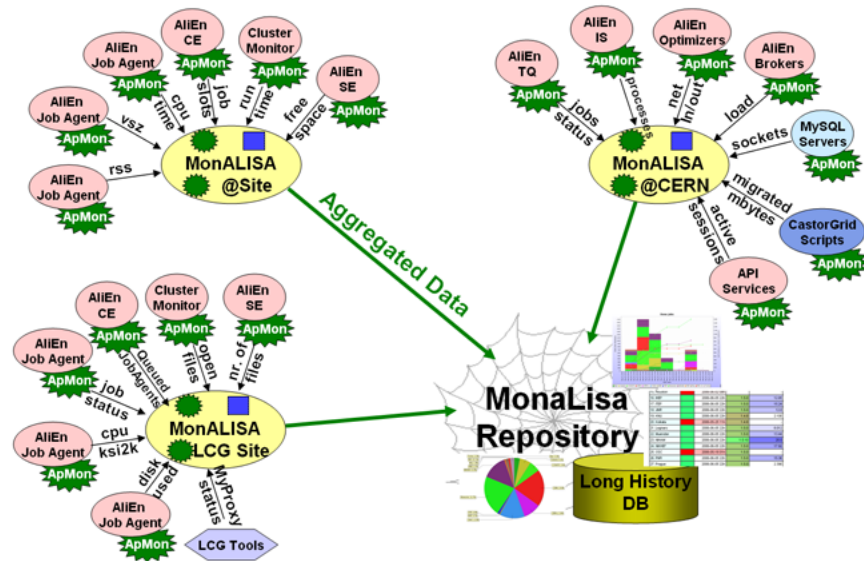 AliEn
CE
ApMon
Cluster
Monitor
ApMon
AliEn
Job Agent
ApMon
AliEn
SE
ApMon
AliEn
Job Agent
ApMon
AliEn
Job Agent
ApMon
cpu
time
job
slots
run
time
free
space
vsz
rss
MonALISA
@Site
AliEn
IS
ApMon
AliEn
Optimizers
ApMon
AliEn
TQ
ApMon
AliEn
Brokers
ApMon
MySQL
Servers
ApMon
CastorGrid
Scripts
ApMon
API
Services
ApMon
jobs
status
processes
net
in/out
load
sockets
migrated
mbytes
active
sessions
MonALISA
@CERN
Aggregated Data
AliEn
CE
ApMon
Cluster
Monitor
ApMon
AliEn
SE
ApMon
AliEn
Job Agent
ApMon
AliEn
Job Agent
ApMon
AliEn
Job Agent
ApMon
LCG Tools
job
status
Queued
JobAgents
open
files
nr. of
files
cpu
ksi2k
disk
used
MyProxy
status
MonALISA
LCG Site
MonaLisa
Repository
Long History
DB